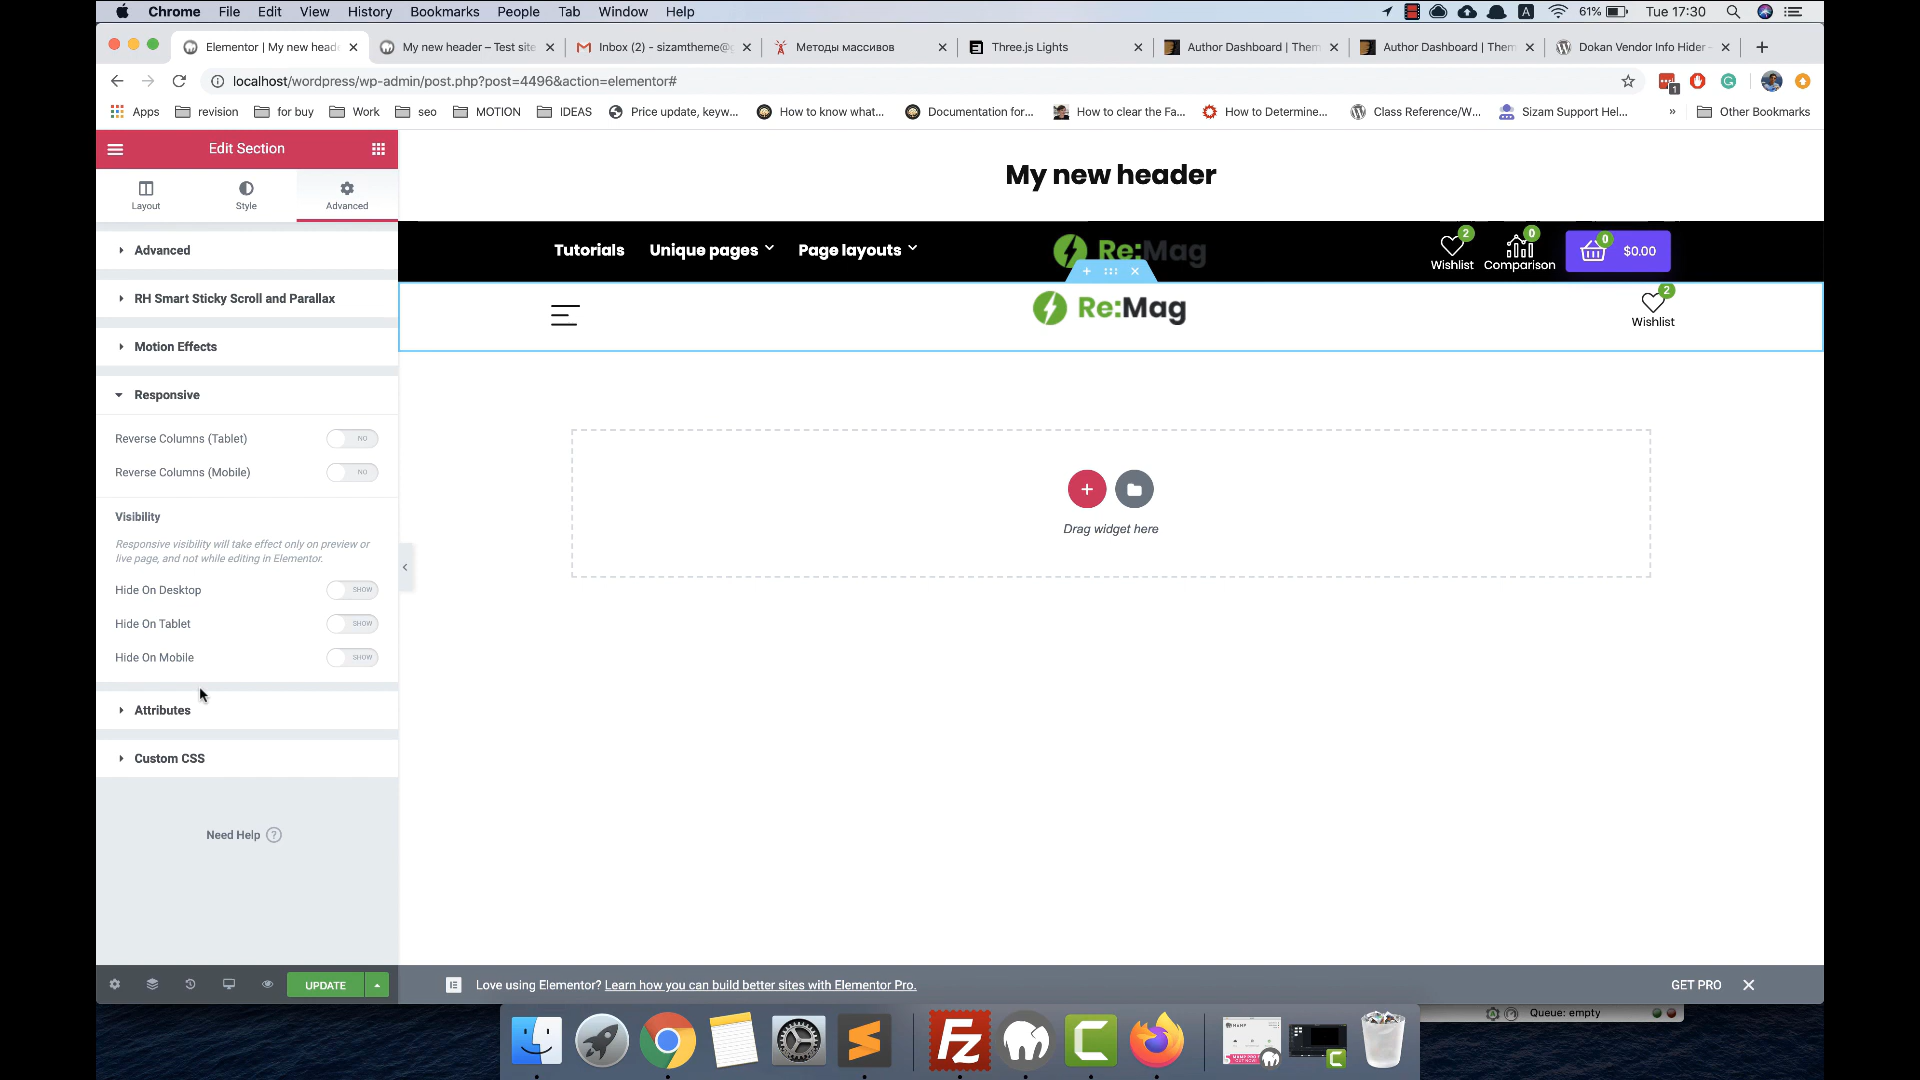 Chrome File Edit View History Bookmarks People Tab Window Help
A 61% Tue 17:30
Elementor | My new head
My new header – Test site
Inbox (2) - sizamtheme@g
Методы массивов
Three.js Lights
Author Dashboard | Them
Author Dashboard | Them
Dokan Vendor Info Hider -
localhost/wordpress/wp-admin/post.php?post=4496&action=elementor#
1
Apps revision for buy Work seo MOTION IDEAS Price update, keyw... How to know what... Documentation for... How to clear the Fa... How to Determine... Class Reference/W... Sizam Support Hel... » Other Bookmarks
Edit Section
My new header
Layout Style Advanced
Tutorials Unique pages Page layouts Re:Mag
2 Wishlist
0 Comparison
0 $0.00
Advanced
RH Smart Sticky Scroll and Parallax
Re:Mag
2
Wishlist
Motion Effects
Responsive
Reverse Columns (Tablet) NO
Reverse Columns (Mobile) NO
Visibility
Responsive visibility will take effect only on preview or
live page, and not while editing in Elementor.
Drag widget here
Hide On Desktop SHOW
Hide On Tablet SHOW
Hide On Mobile SHOW
Attributes
Custom CSS
Need Help ?
UPDATE
Love using Elementor? Learn how you can build better sites with Elementor Pro.
GET PRO
Queue: empty